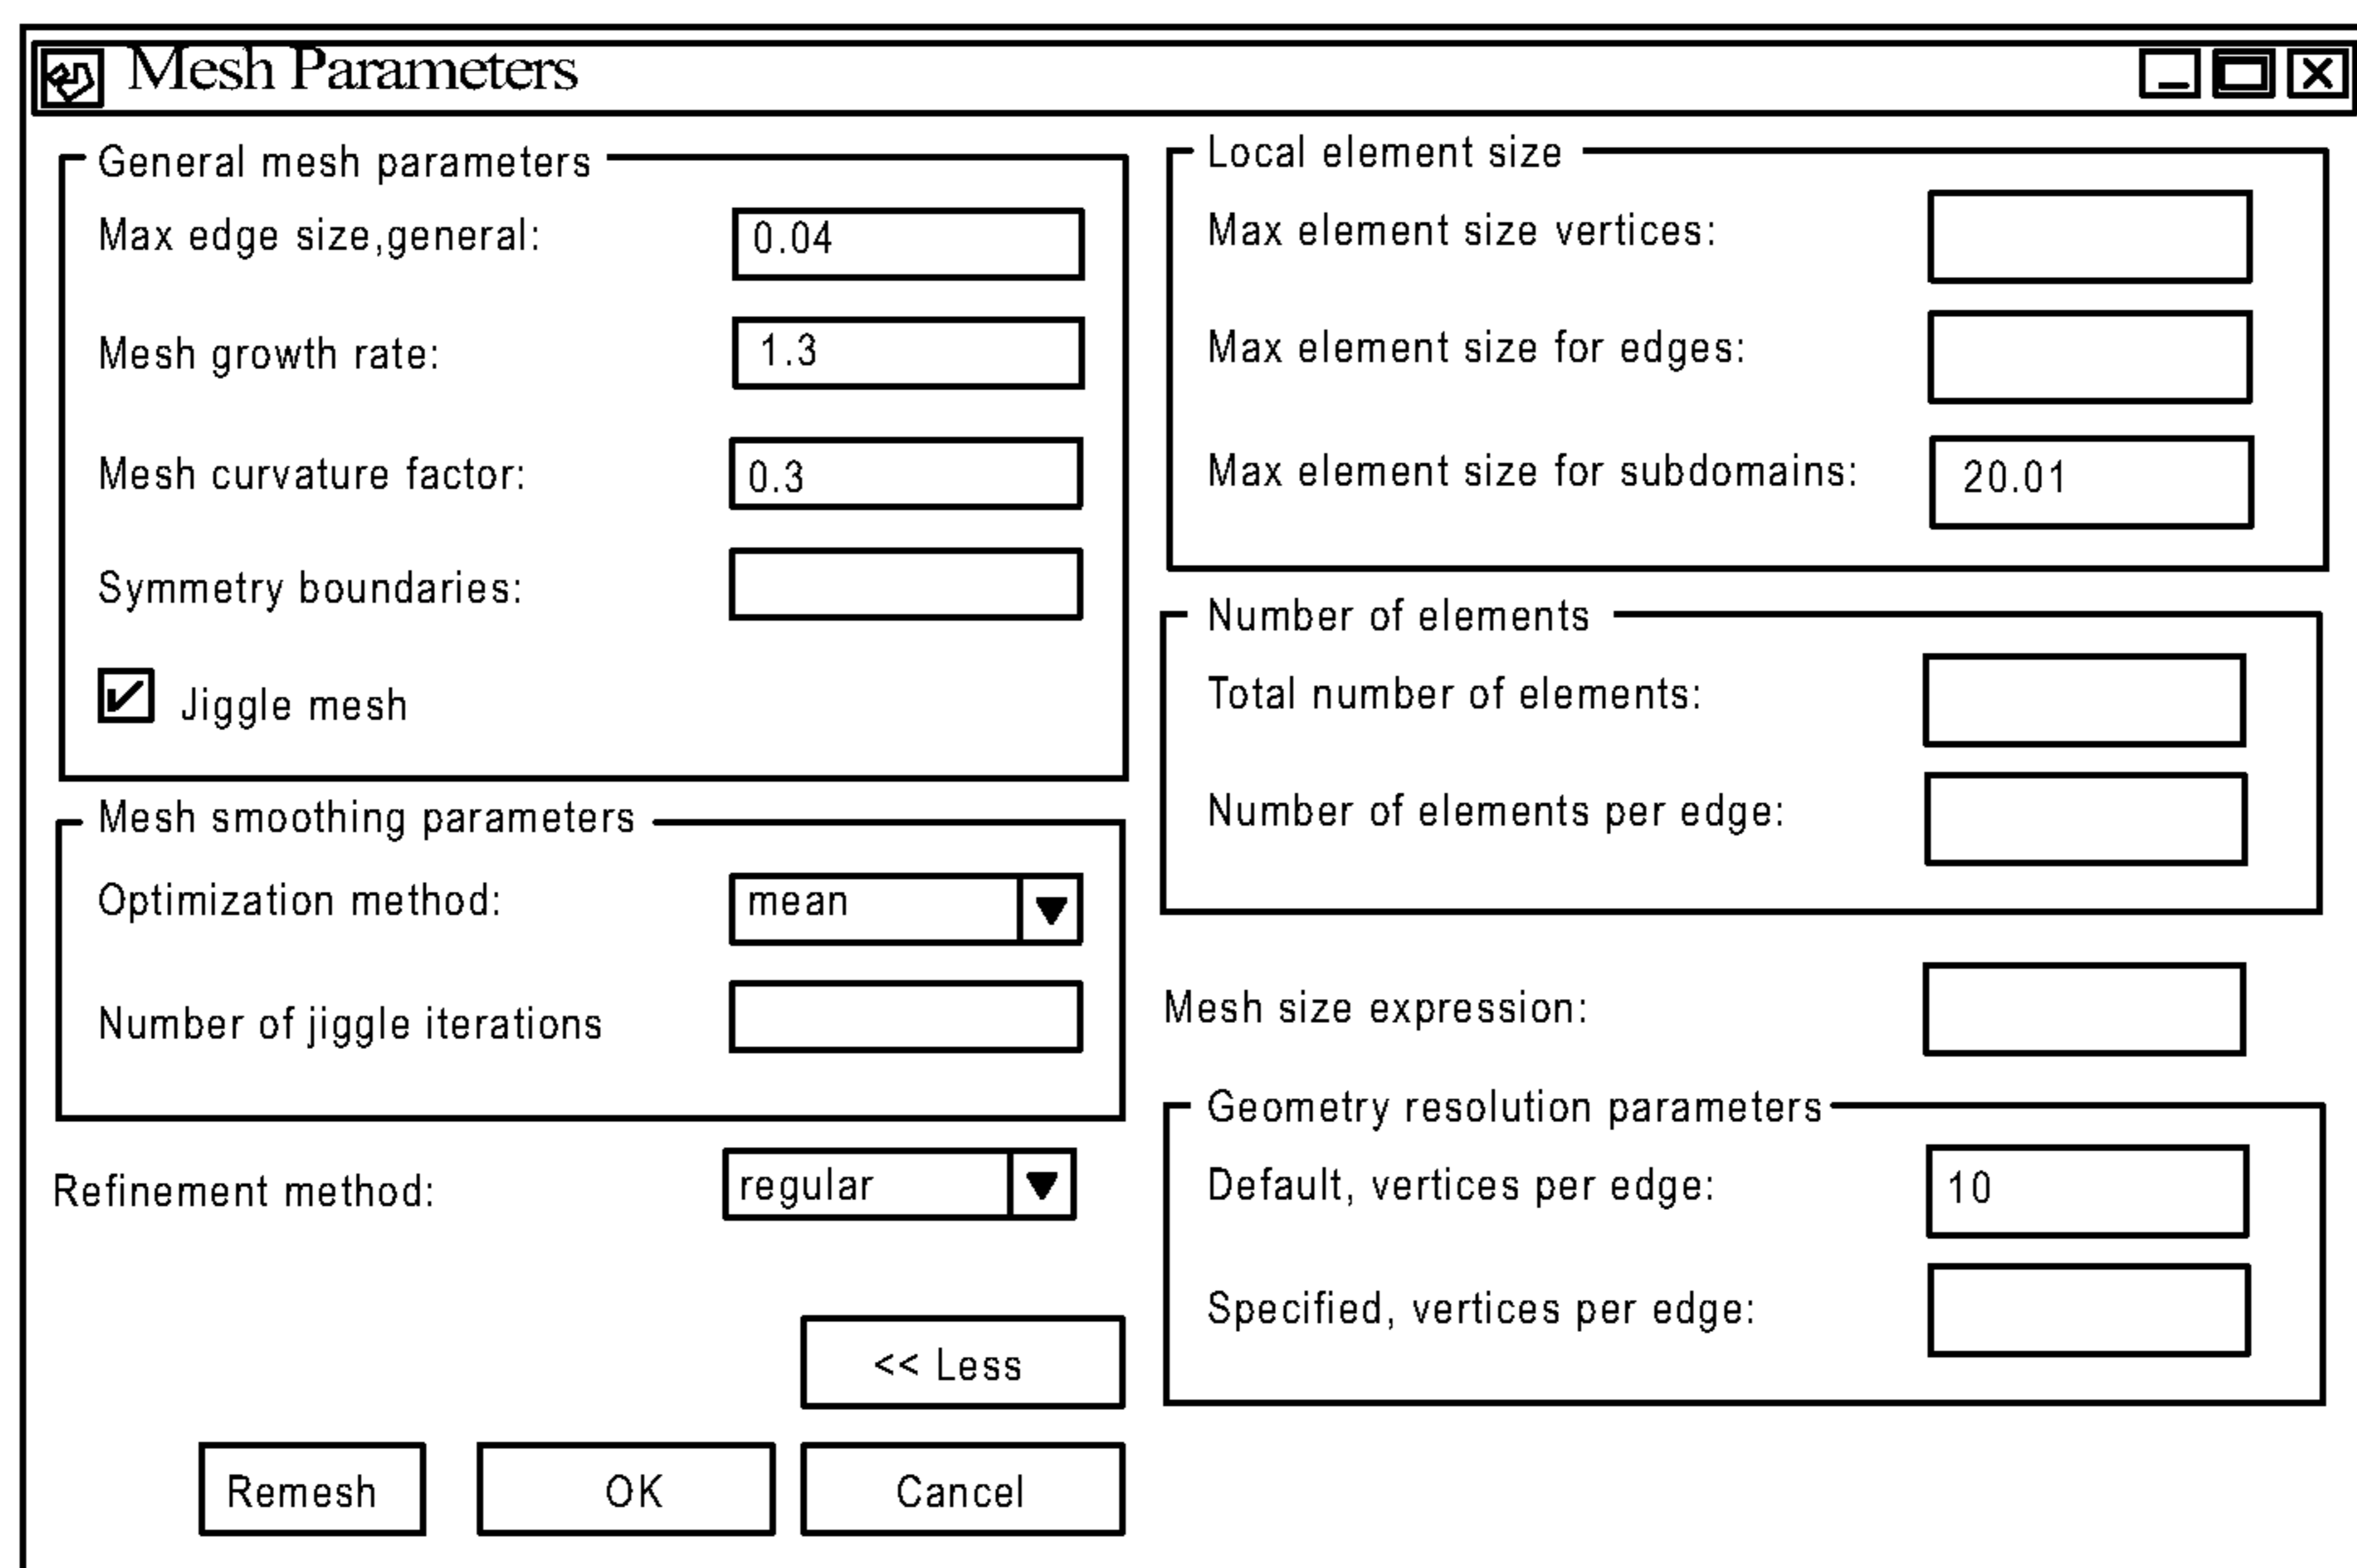 Mesh Parameters
General mesh parameters
Max edge size,general: 0.04
Mesh growth rate: 1.3
Mesh curvature factor: 0.3
Symmetry boundaries:
Jiggle mesh
Mesh smoothing parameters
Optimization method: mean
Number of jiggle iterations
Refinement method: regular
<< Less
Remesh OK Cancel
Local element size
Max element size vertices:
Max element size for edges:
Max element size for subdomains: 20.01
Number of elements
Total number of elements:
Number of elements per edge:
Mesh size expression:
Geometry resolution parameters
Default, vertices per edge: 10
Specified, vertices per edge: